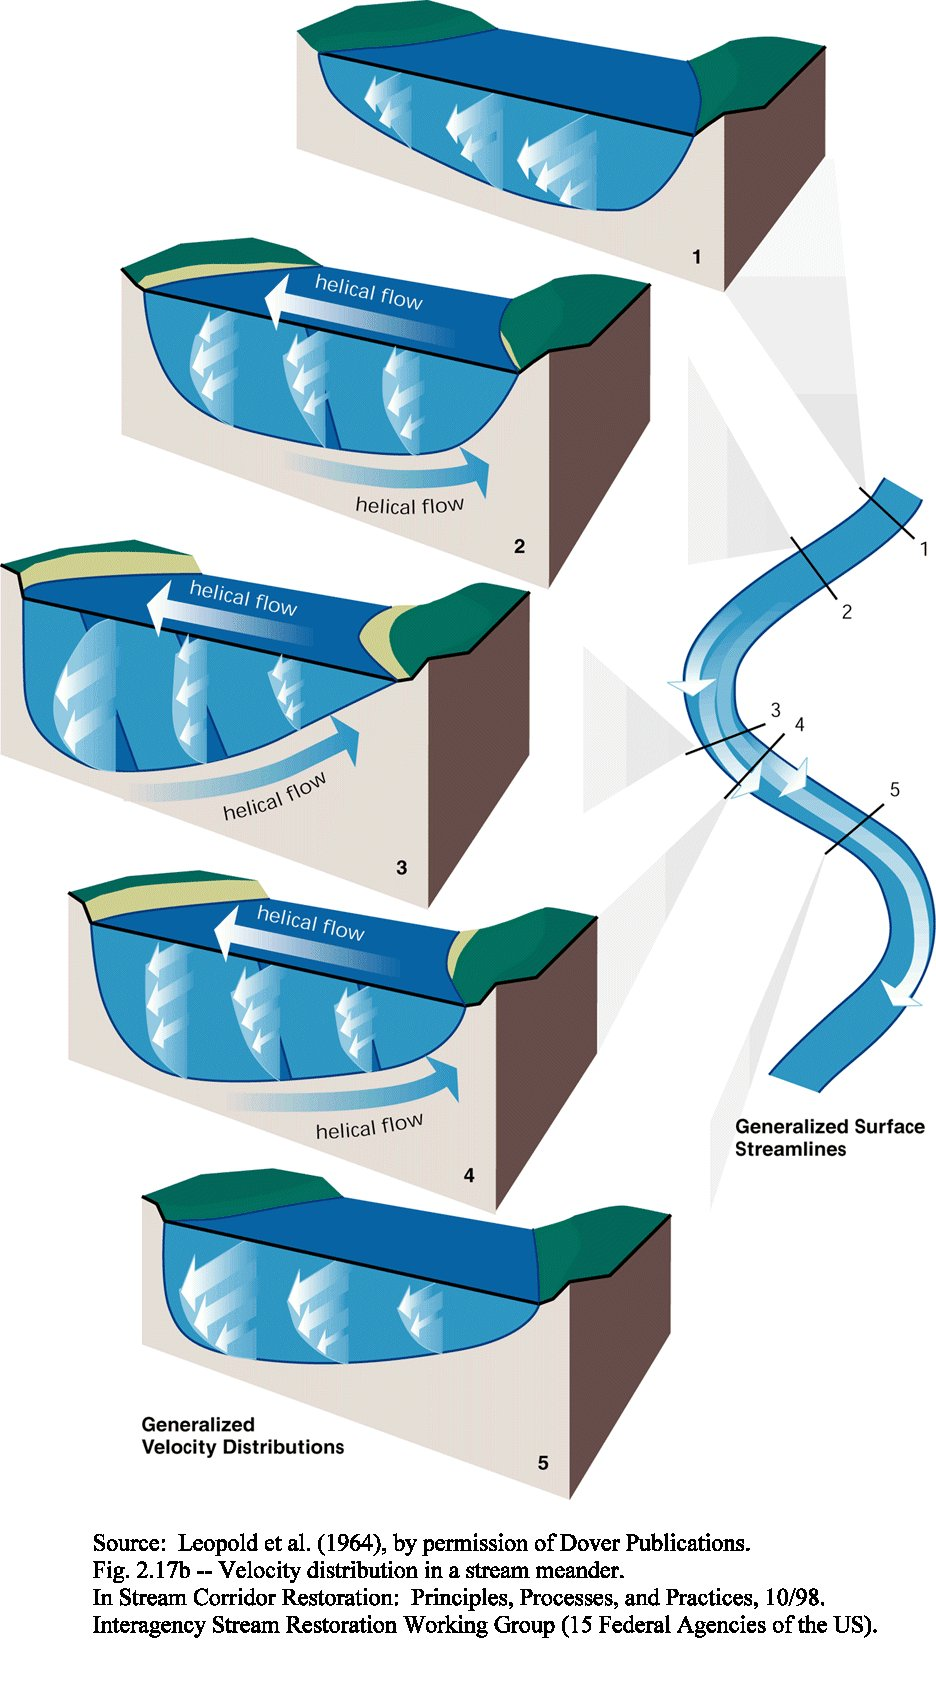 1
helical flow
helical flow
2
1
2
helical flow
helical flow
3
3
4
5
helical flow
helical flow
4
Generalized Surface
Streamlines
Generalized
Velocity Distributions
5
Source:  Leopold et al. (1964), by permission of Dover Publications.
Fig. 2.17b -- Velocity distribution in a stream meander.
In Stream Corridor Restoration:  Principles, Processes, and Practices, 10/98.
Interagency Stream Restoration Working Group (15 Federal Agencies of the US).